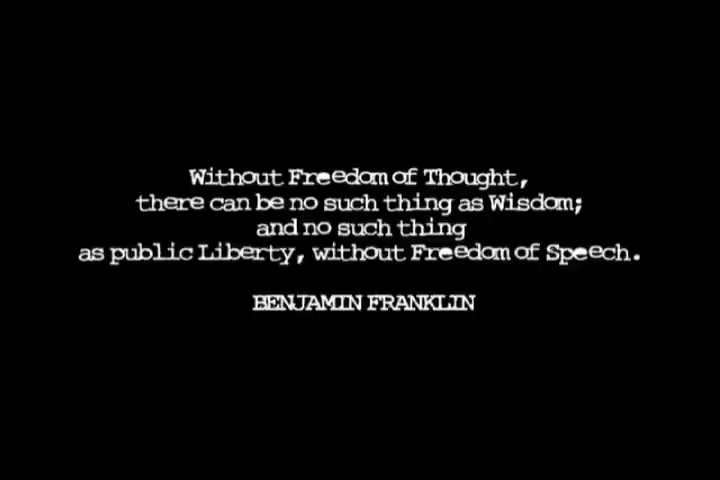 Without Freedom of Thought,
there can be no such thing as Wisdom;
and no such thing
as public Liberty, without Freedom of Speech.
BENJAMIN FRANKLIN